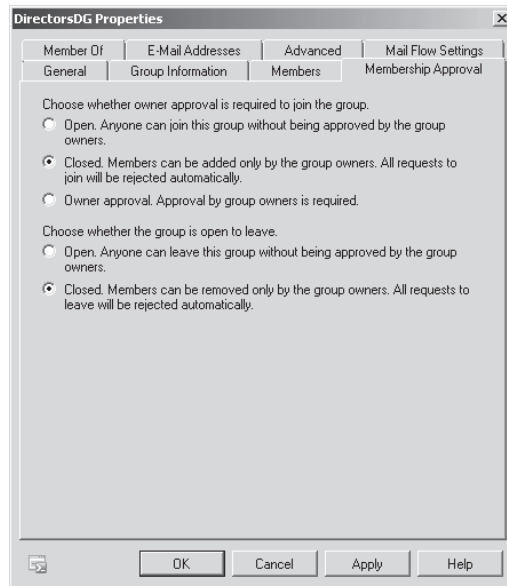 DirectorsDG Properties
Member Of E-Mail Addresses Advanced Mail Flow Settings
General Group Information Members Membership Approval
Choose whether owner approval is required to join the group.
Open. Anyone can join this group without being approved by the group
owners.
Closed. Members can be added only by the group owners. All requests to
join will be rejected automatically.
Owner approval. Approval by group owners is required.
Choose whether the group is open to leave.
Open. Anyone can leave this group without being approved by the group
owners.
Closed. Members can be removed only by the group owners. All requests to
leave will be rejected automatically.
OK Cancel Apply Help